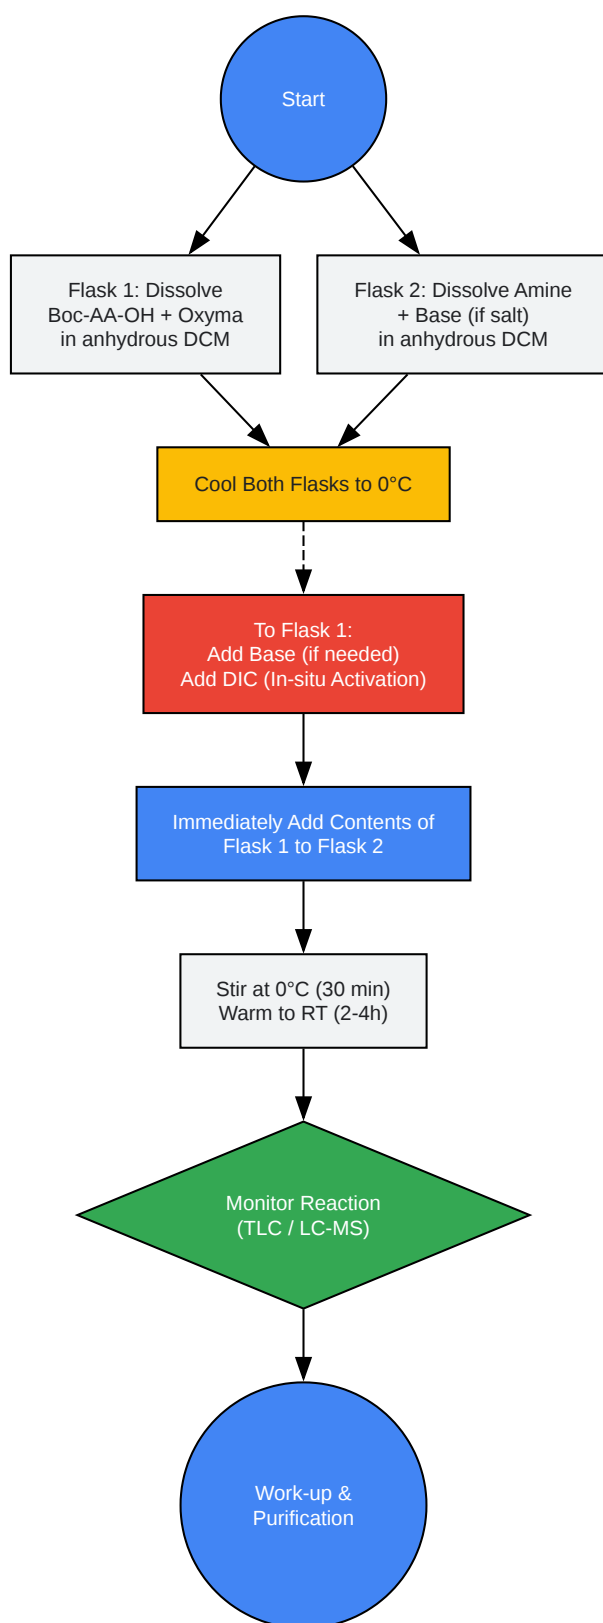 Start
Flask 1: Dissolve
Boc-AA-OH + Oxyma
in anhydrous DCM
Flask 2: Dissolve Amine
+ Base (if salt)
in anhydrous DCM
Cool Both Flasks to 0°C
To Flask 1:
Add Base (if needed)
Add DIC (In-situ Activation)
Immediately Add Contents of
Flask 1 to Flask 2
Stir at 0°C (30 min)
Warm to RT (2-4h)
Monitor Reaction
(TLC / LC-MS)
Work-up &
Purification